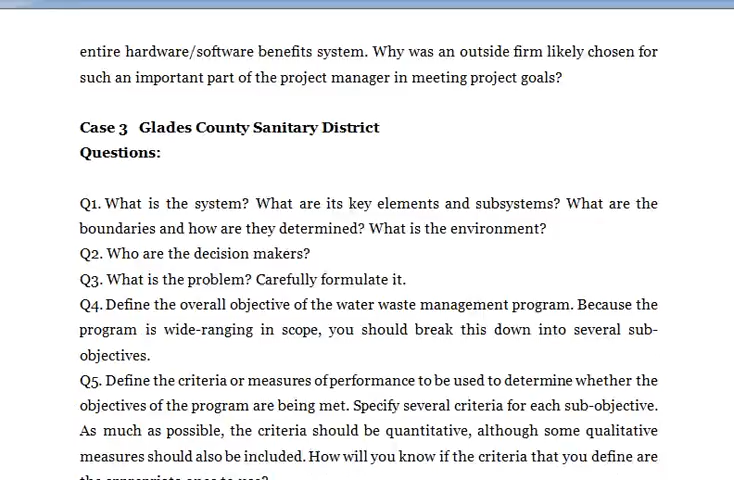 entire hardware/software benefits system. Why was an outside firm likely chosen for
such an important part of the project manager in meeting project goals?
Case 3 Glades County Sanitary District
Questions:
Q1. What is the system? What are its key elements and subsystems? What are the
boundaries and how are they determined? What is the environment?
Q2. Who are the decision makers?
Q3. What is the problem? Carefully formulate it.
Q4. Define the overall objective of the water waste management program. Because the
program is wide-ranging in scope, you should break this down into several sub-
objectives.
Q5. Define the criteria or measures of performance to be used to determine whether the
objectives of the program are being met. Specify several criteria for each sub-objective.
As much as possible, the criteria should be quantitative, although some qualitative
measures should also be included. How will you know if the criteria that you define are
the appropriate ones to use?